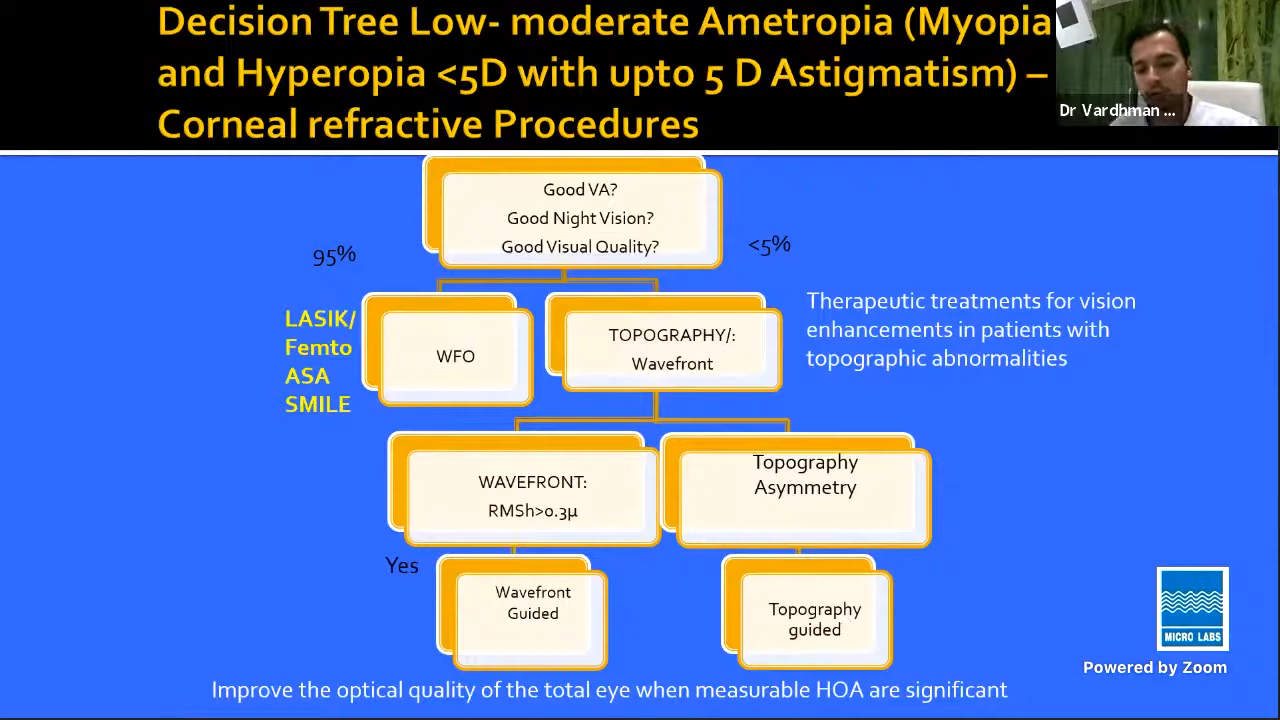 Decision Tree Low- moderate Ametropia (Myopia
and Hyperopia <5D with upto 5 D Astigmatism) –
Corneal refractive Procedures
Dr Vardhman ...
Good VA?
Good Night Vision?
Good Visual Quality?
95%
<5%
LASIK/
Femto
ASA
SMILE
WFO
TOPOGRAPHY/:
Wavefront
Therapeutic treatments for vision
enhancements in patients with
topographic abnormalities
WAVEFRONT:
RMSh>0.3µ
Topography
Asymmetry
Yes
Wavefront
Guided
Topography
guided
MICRO LABS
Powered by Zoom
Improve the optical quality of the total eye when measurable HOA are significant